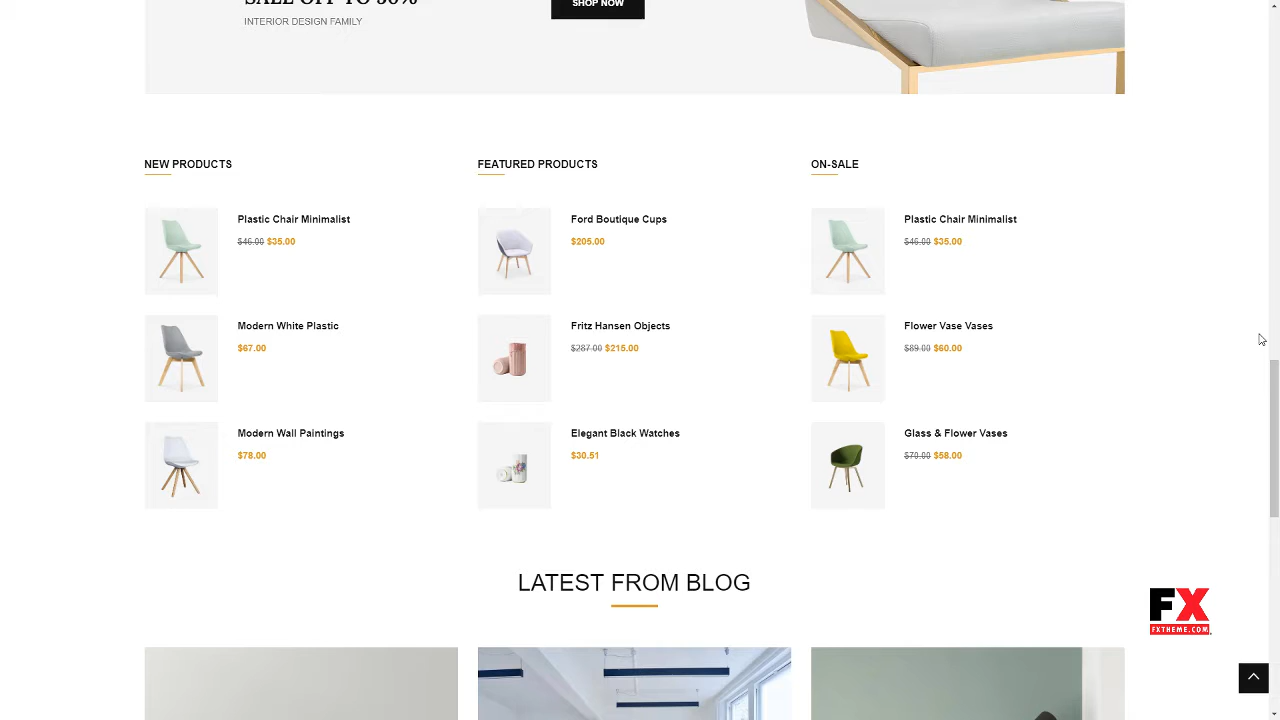 SALE OFF TO 50%
INTERIOR DESIGN FAMILY
SHOP NOW
NEW PRODUCTS
Plastic Chair Minimalist
$46.00 $35.00
Modern White Plastic
$67.00
Modern Wall Paintings
$78.00
FEATURED PRODUCTS
Ford Boutique Cups
$205.00
Fritz Hansen Objects
$287.00 $215.00
Elegant Black Watches
$30.51
ON-SALE
Plastic Chair Minimalist
$46.00 $35.00
Flower Vase Vases
$89.00 $60.00
Glass & Flower Vases
$70.00 $58.00
LATEST FROM BLOG
FX
FXTHEME.COM